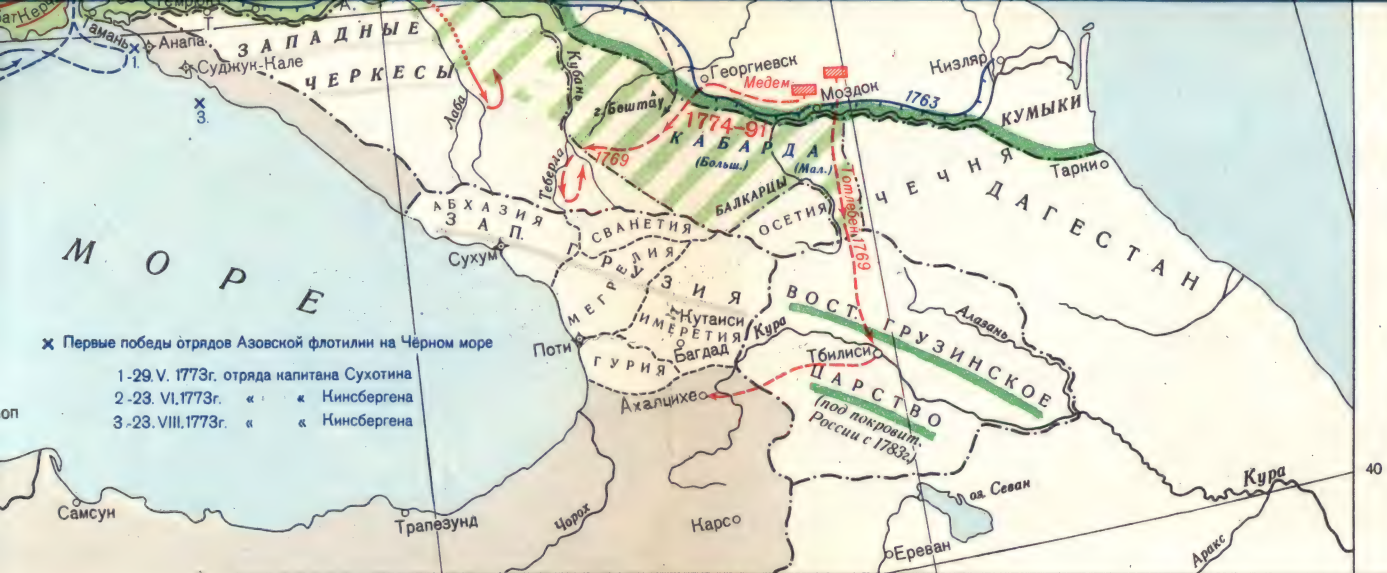 Керч
Темрюк
Т
А.
Тамань
1.
Анапа
Суджук-Кале
3.
ЗАПАДНЫЕ
ЧЕРКЕСЫ
Лаба
Кубань
Теберла
г. Бештау
Георгиевск
Медем
Моздок
1763
Кизляр
КУМЫКИ
Тарки
1774-91
КАБАРДА
(Больш.)
(Мал.)
1769
БАЛКАРЦЫ
ОСЕТИЯ
Тотлебен 1769
ЧЕЧНЯ
ДАГЕСТАН
АБХАЗИЯ
ЗАП. ГРУЗИЯ
СВАНЕТИЯ
МЕГРЕЛИЯ
ИМЕРЕТИЯ
ГУРИЯ
Сухум
Поти
Кутаиси
Багдад
Кура
Тбилиси
Ахалцихе
Алазань
ВОСТ. ГРУЗИНСКОЕ
ЦАРСТВО
(под покровит.
России с 1783г.)
МОРЕ
× Первые победы отрядов Азовской флотилии на Чёрном море
1-29.V. 1773г. отряда капитана Сухотина
2-23. VI.1773г. « « Кинсбергена
3-23.VIII.1773г. « « Кинсбергена
оп
Самсун
Трапезунд
Чорох
Карс
оз. Севан
Ереван
Кура
Аракс
40